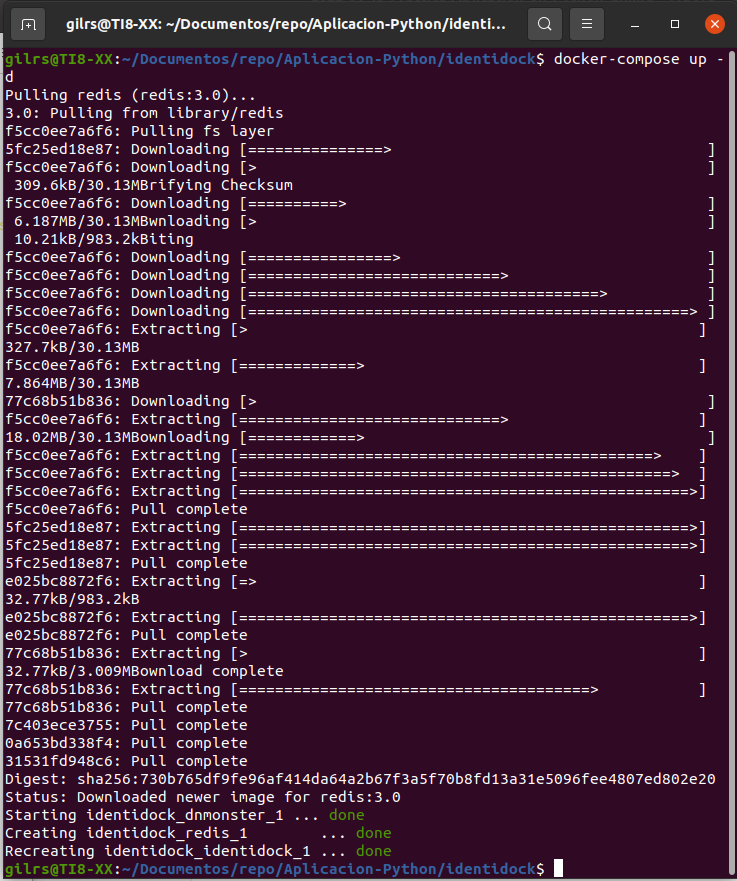 gilrs@TI8-XX: ~/Documentos/repo/Aplicacion-Python/identi...
gilrs@TI8-XX:~/Documentos/repo/Aplicacion-Python/identidock$ docker-compose up -
d
Pulling redis (redis:3.0)...
3.0: Pulling from library/redis
f5cc0ee7a6f6: Pulling fs layer
5fc25ed18e87: Downloading [===============>                                   ]
f5cc0ee7a6f6: Downloading [>                                                  ]
 309.6kB/30.13MBrifying Checksum
f5cc0ee7a6f6: Downloading [==========>                                        ]
 6.187MB/30.13MBwnloading [>                                                  ]
 10.21kB/983.2kBiting
f5cc0ee7a6f6: Downloading [================>                                  ]
f5cc0ee7a6f6: Downloading [============================>                      ]
f5cc0ee7a6f6: Downloading [=======================================>           ]
f5cc0ee7a6f6: Downloading [=================================================> ]
f5cc0ee7a6f6: Extracting [>                                                  ]
327.7kB/30.13MB
f5cc0ee7a6f6: Extracting [=============>                                     ]
7.864MB/30.13MB
77c68b51b836: Downloading [>                                                  ]
f5cc0ee7a6f6: Extracting [=============================>                     ]
18.02MB/30.13MBownloading [============>                                      ]
f5cc0ee7a6f6: Extracting [==============================================>    ]
f5cc0ee7a6f6: Extracting [================================================>  ]
f5cc0ee7a6f6: Extracting [==================================================>]
f5cc0ee7a6f6: Pull complete
5fc25ed18e87: Extracting [==================================================>]
5fc25ed18e87: Extracting [==================================================>]
5fc25ed18e87: Pull complete
e025bc8872f6: Extracting [=>                                                 ]
32.77kB/983.2kB
e025bc8872f6: Extracting [==================================================>]
e025bc8872f6: Pull complete
77c68b51b836: Extracting [>                                                  ]
32.77kB/3.009MBownload complete
77c68b51b836: Extracting [=======================================>           ]
77c68b51b836: Pull complete
7c403ece3755: Pull complete
0a653bd338f4: Pull complete
31531fd948c6: Pull complete
Digest: sha256:730b765df9fe96af414da64a2b67f3a5f70b8fd13a31e5096fee4807ed802e20
Status: Downloaded newer image for redis:3.0
Starting identidock_dnmonster_1 ... done
Creating identidock_redis_1        ... done
Recreating identidock_identidock_1 ... done
gilrs@TI8-XX:~/Documentos/repo/Aplicacion-Python/identidock$